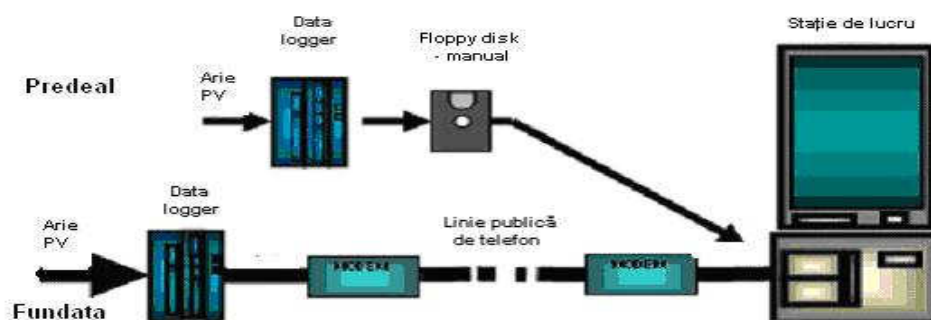 Data
logger
Floppy disk
- manual
Stație de lucru
Predeal
Arie
PV
Data
logger
Arie
PV
Linie publică
de telefon
MODEM
MODEM
Fundata